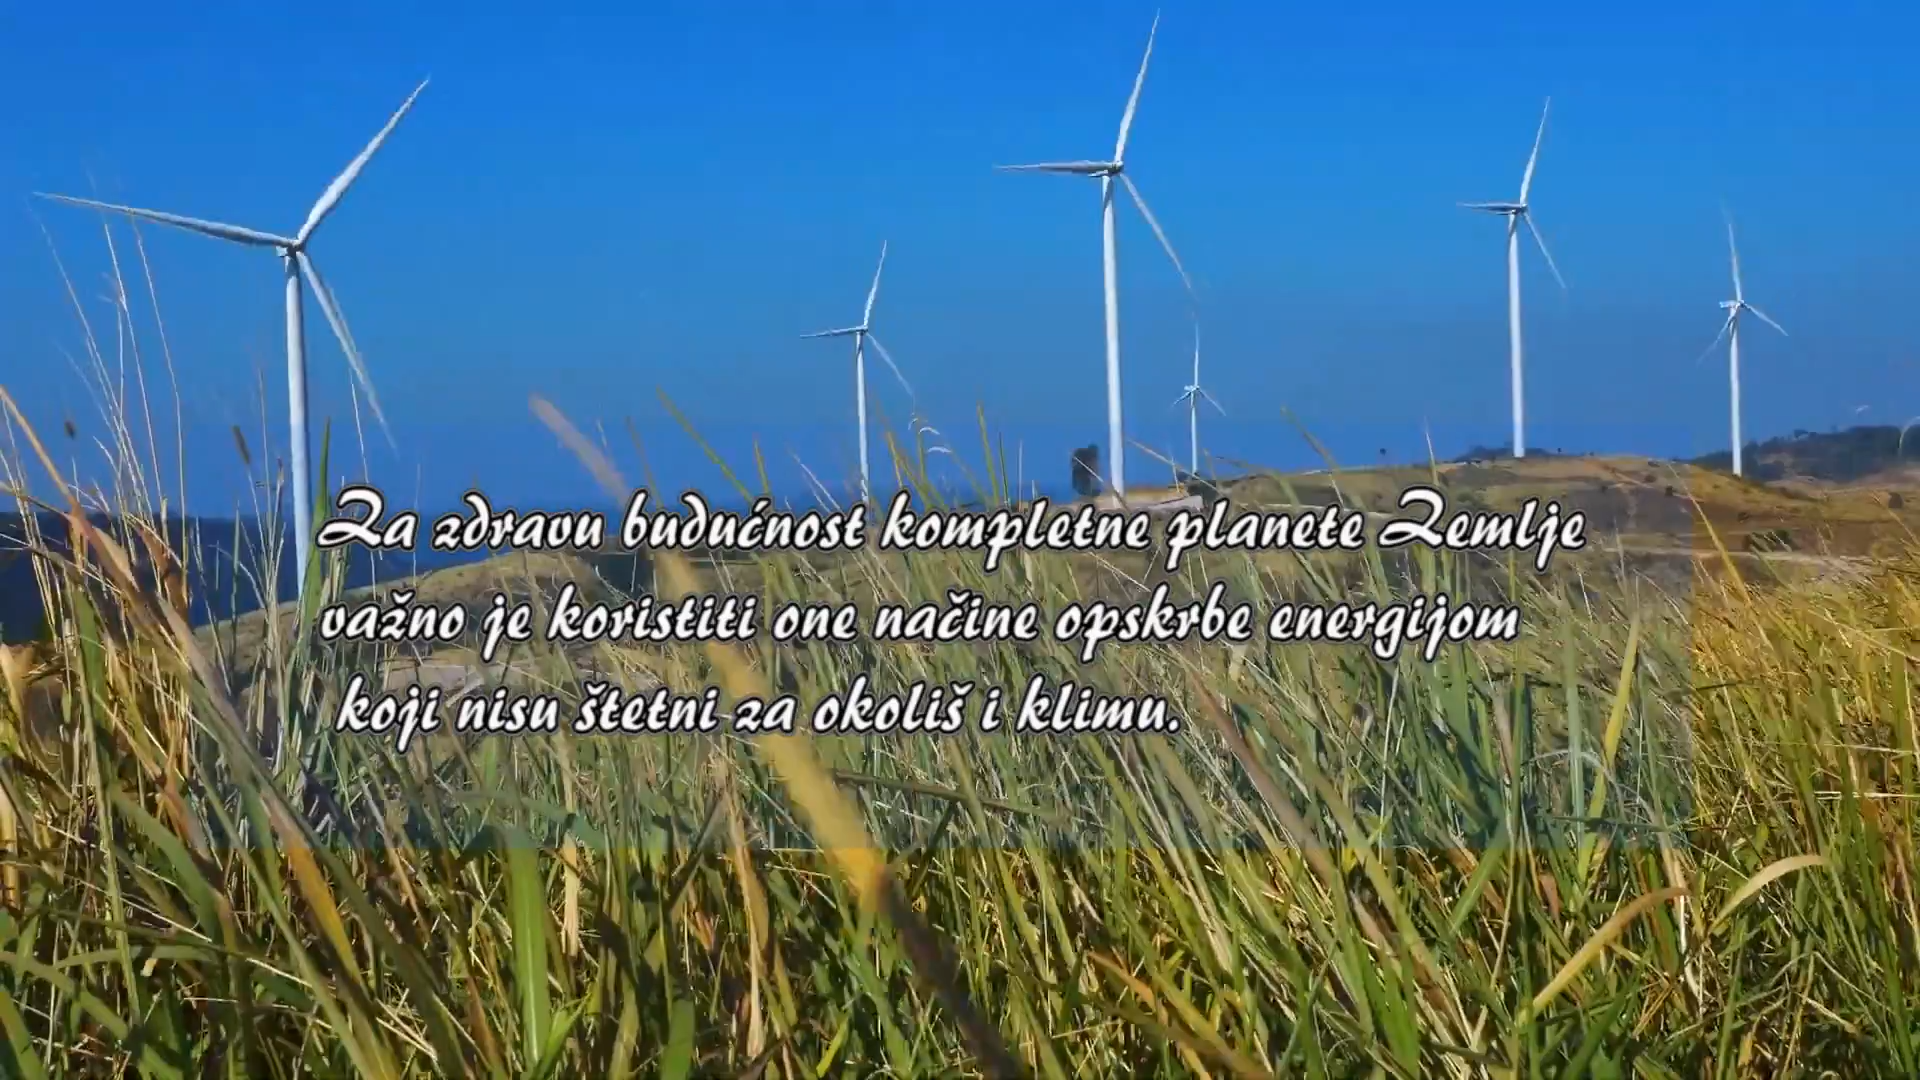 Za zdravu budućnost kompletne planete Zemlje
važno je koristiti one načine opskrbe energijom
koji nisu štetni za okoliš i klimu.